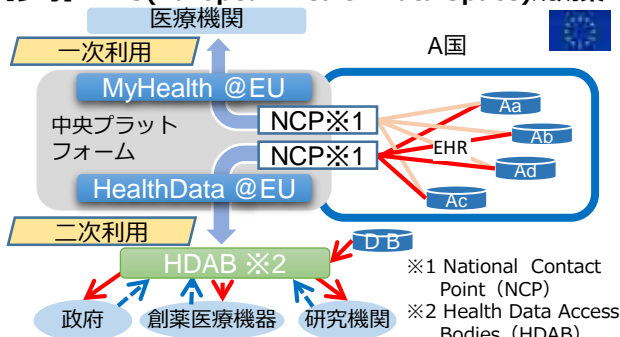 医療機関
一次利用
A国
MyHealth @EU
中央プラット
フォーム
NCP※1
NCP※1
HealthData @EU
EHR
Aa
Ab
Ad
Ac
二次利用
HDAB ※2
D B
政府
創薬医療機器
研究機関
※1 National Contact
Point（NCP）
※2 Health Data Access
Bodies（HDAB）